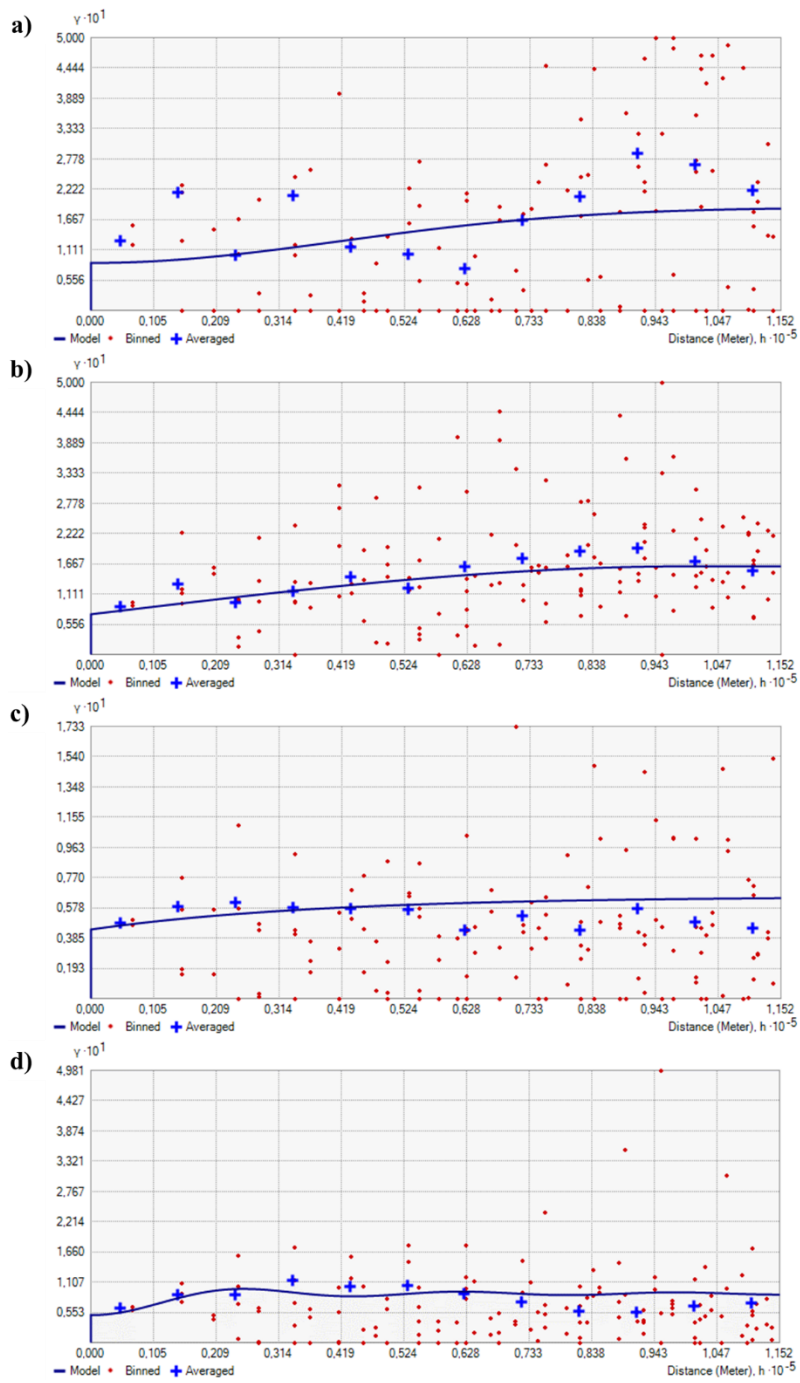 a)
γ · 10¹
5,000
4,444
3,889
3,333
2,778
2,222
1,667
1,111
0,556
0,000 0,105 0,209 0,314 0,419 0,524 0,628 0,733 0,838 0,943 1,047 1,152
Model Binned Averaged Distance (Meter), h · 10⁻⁵
b)
γ · 10¹
5,000
4,444
3,889
3,333
2,778
2,222
1,667
1,111
0,556
0,000 0,105 0,209 0,314 0,419 0,524 0,628 0,733 0,838 0,943 1,047 1,152
Model Binned Averaged Distance (Meter), h · 10⁻⁵
c)
γ · 10¹
1,733
1,540
1,348
1,155
0,963
0,770
0,578
0,385
0,193
0,000 0,105 0,209 0,314 0,419 0,524 0,628 0,733 0,838 0,943 1,047 1,152
Model Binned Averaged Distance (Meter), h · 10⁻⁵
d)
γ · 10¹
4,981
4,427
3,874
3,321
2,767
2,214
1,660
1,107
0,553
0,000 0,105 0,209 0,314 0,419 0,524 0,628 0,733 0,838 0,943 1,047 1,152
Model Binned Averaged Distance (Meter), h · 10⁻⁵